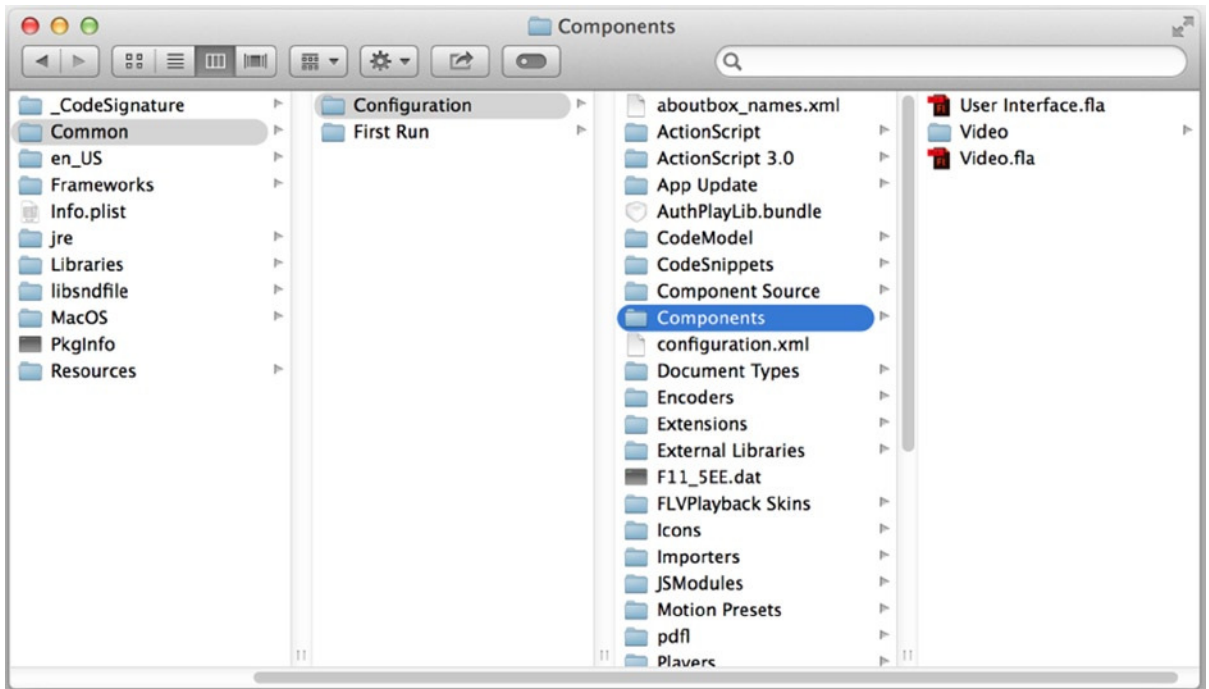 Components
_CodeSignature
Common
en_US
Frameworks
Info.plist
jre
Libraries
libsndfile
MacOS
PkgInfo
Resources
Configuration
First Run
aboutbox_names.xml
ActionScript
ActionScript 3.0
App Update
AuthPlayLib.bundle
CodeModel
CodeSnippets
Component Source
Components
configuration.xml
Document Types
Encoders
Extensions
External Libraries
F11_5EE.dat
FLVPlayback Skins
Icons
Importers
JSModules
Motion Presets
pdfl
Players
User Interface.fla
Video
Video.fla